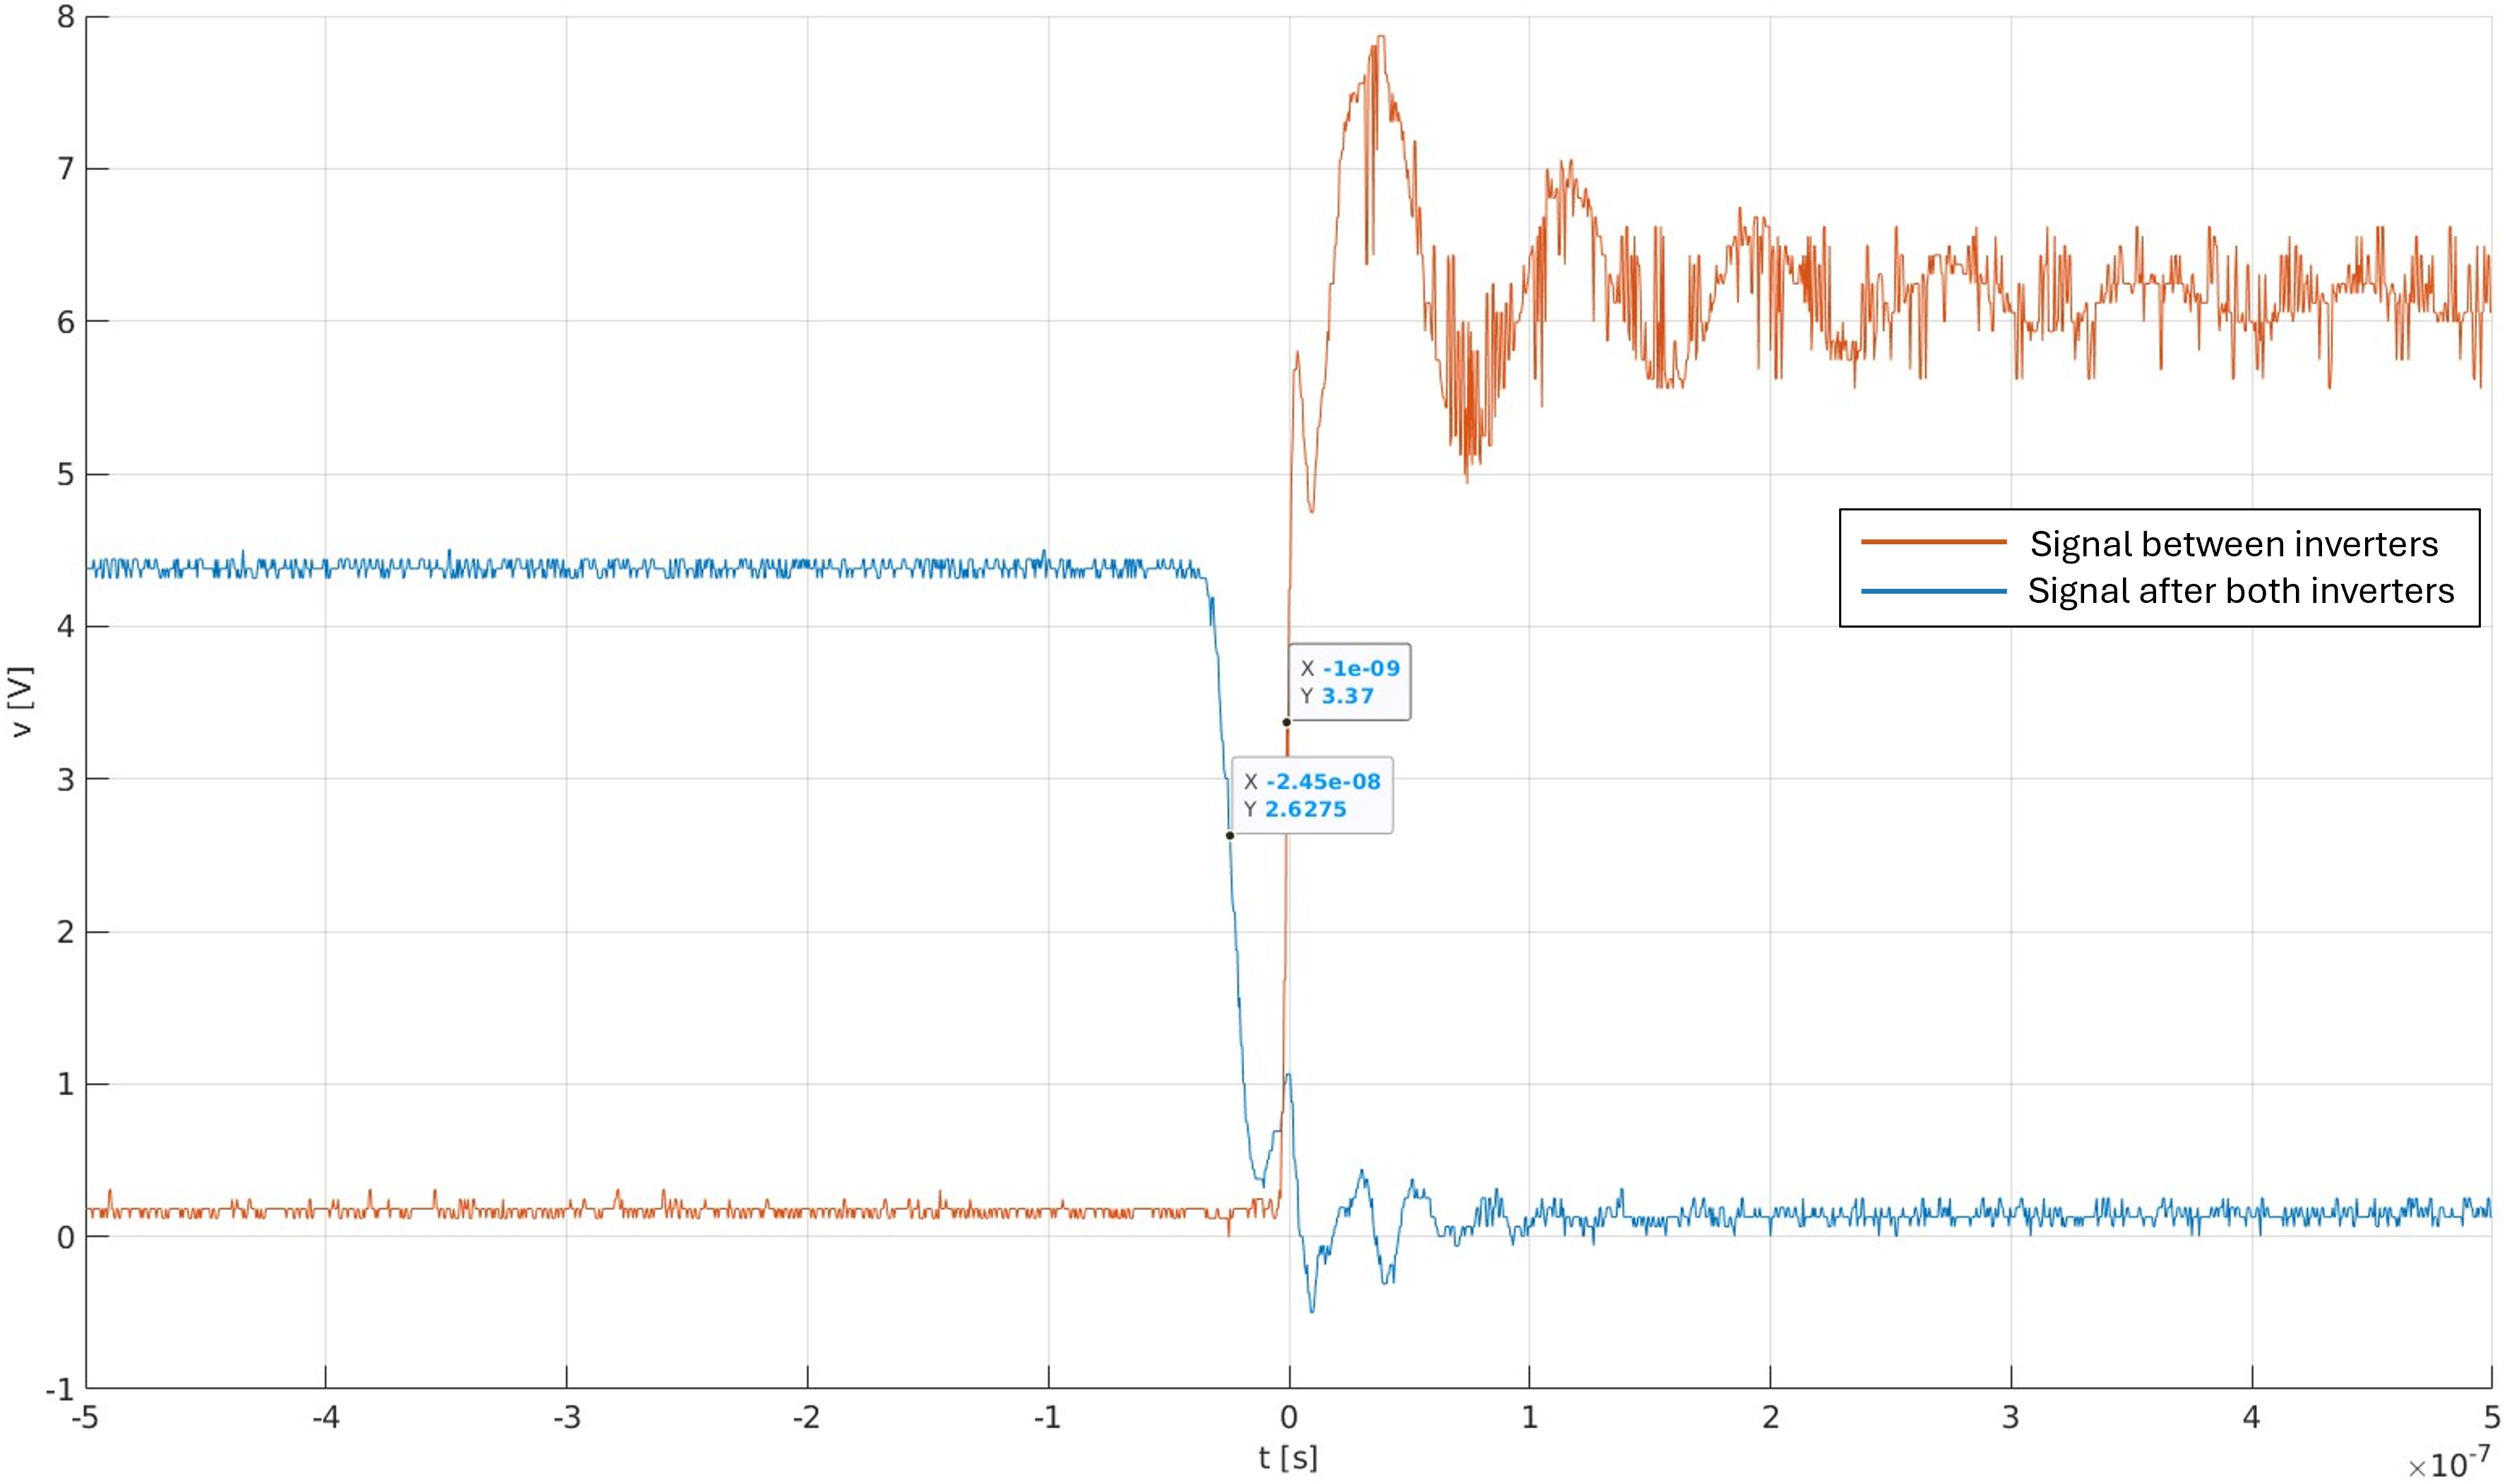 8
7
6
5
4
3
2
1
0
-1
v [V]
Signal between inverters
Signal after both inverters
X -1e-09
Y 3.37
X -2.45e-08
Y 2.6275
-5 -4 -3 -2 -1 0 1 2 3 4 5
t [s]
×10-7